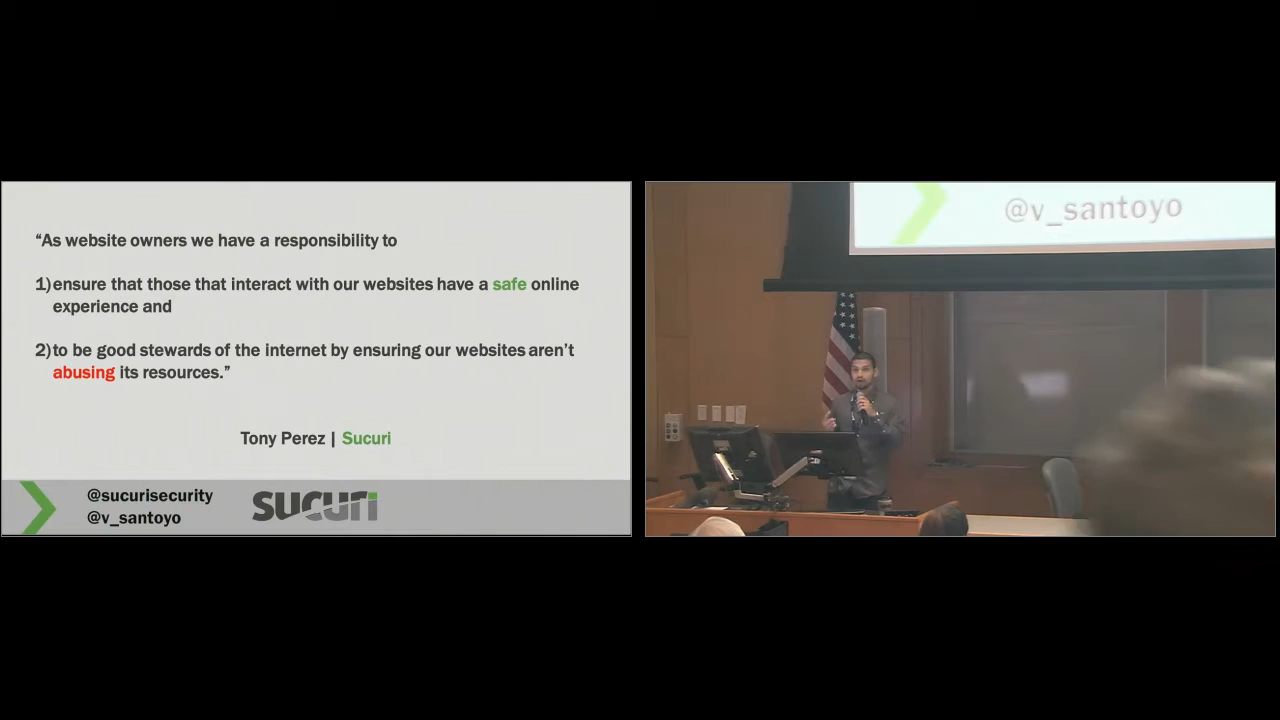 “As website owners we have a responsibility to
1) ensure that those that interact with our websites have a safe online
experience and
2) to be good stewards of the internet by ensuring our websites aren’t
abusing its resources.”
Tony Perez | Sucuri
@sucurisecurity
@v_santoyo
sucuri
@v_santoyo